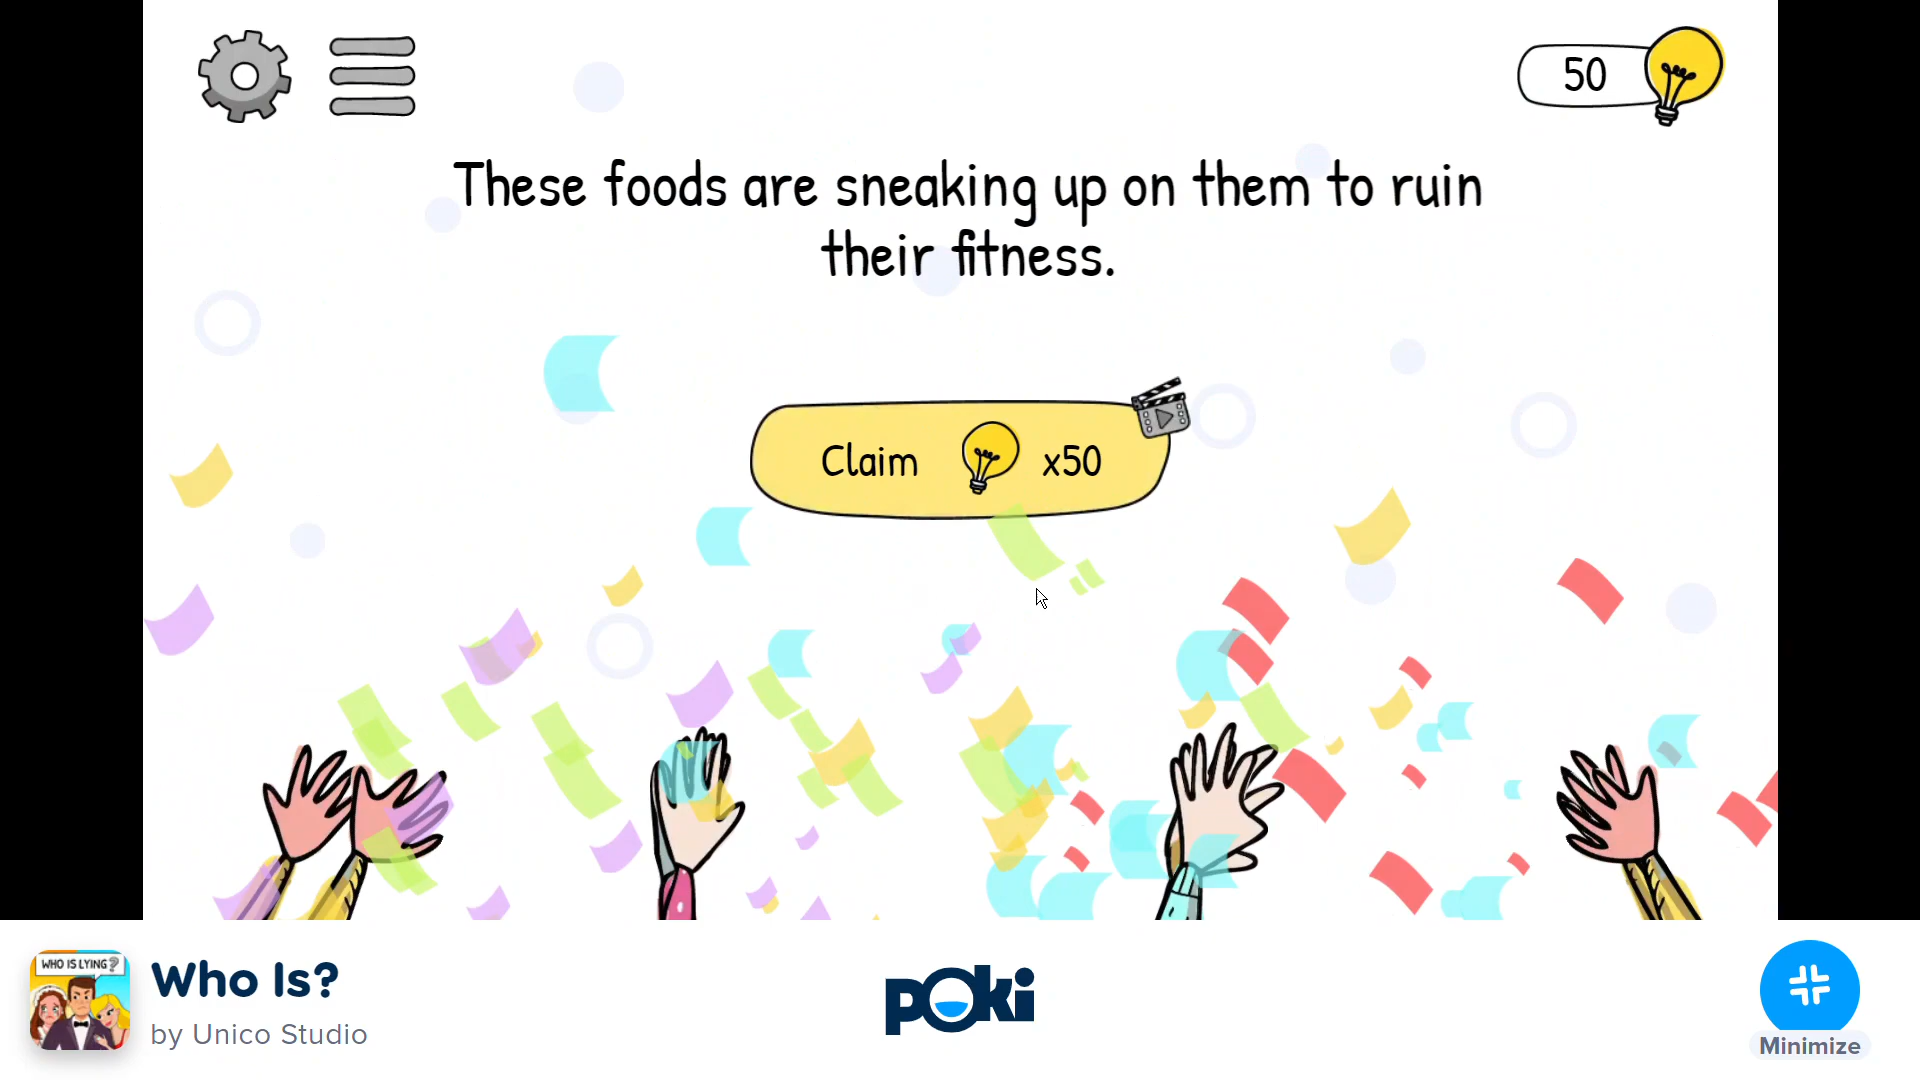 50
These foods are sneaking up on them to ruin
their fitness.
Claim x50
WHO IS LYING?
Who Is?
by Unico Studio
POKi
Minimize